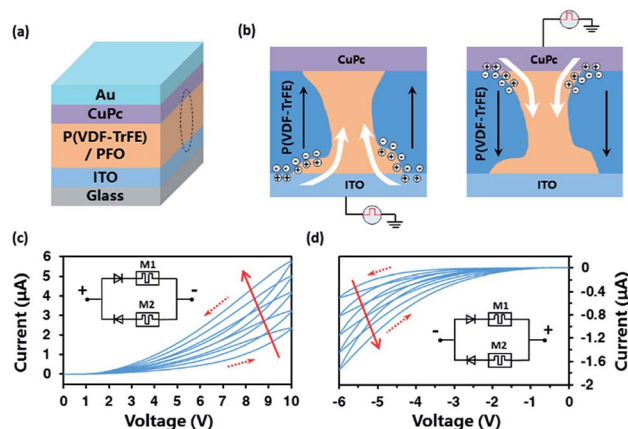 (a)
Au
CuPc
P(VDF-TrFE)
/ PFO
ITO
Glass
(b)
CuPc
P(VDF-TrFE)
ITO
CuPc
P(VDF-TrFE)
ITO
(c)
Current (µA)
6
5
4
3
2
1
0
M1
+
-
M2
0 1 2 3 4 5 6 7 8 9 10
Voltage (V)
(d)
M1
-
+
M2
0
-0.4
-0.8
-1.2
-1.6
-2
Current (µA)
-6 -5 -4 -3 -2 -1 0
Voltage (V)